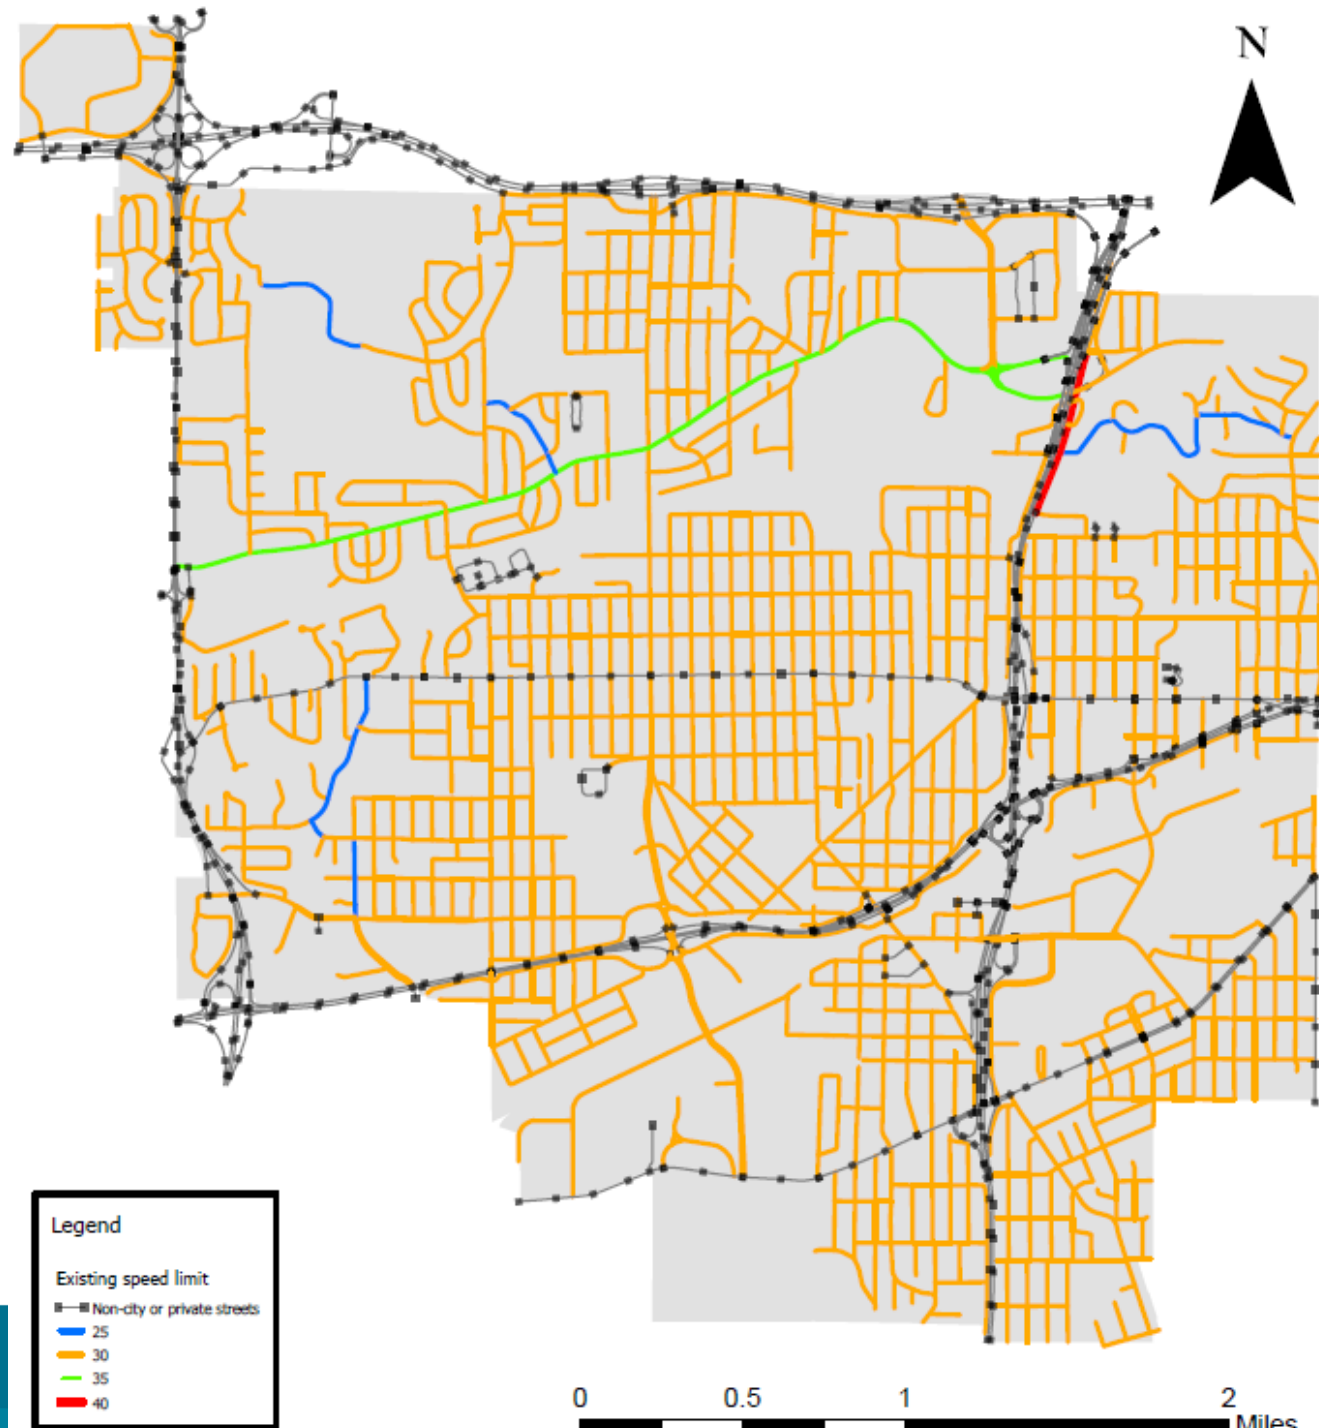 N
Legend
Existing speed limit
Non-city or private streets
25
30
35
40
0 0.5 1 2
Miles